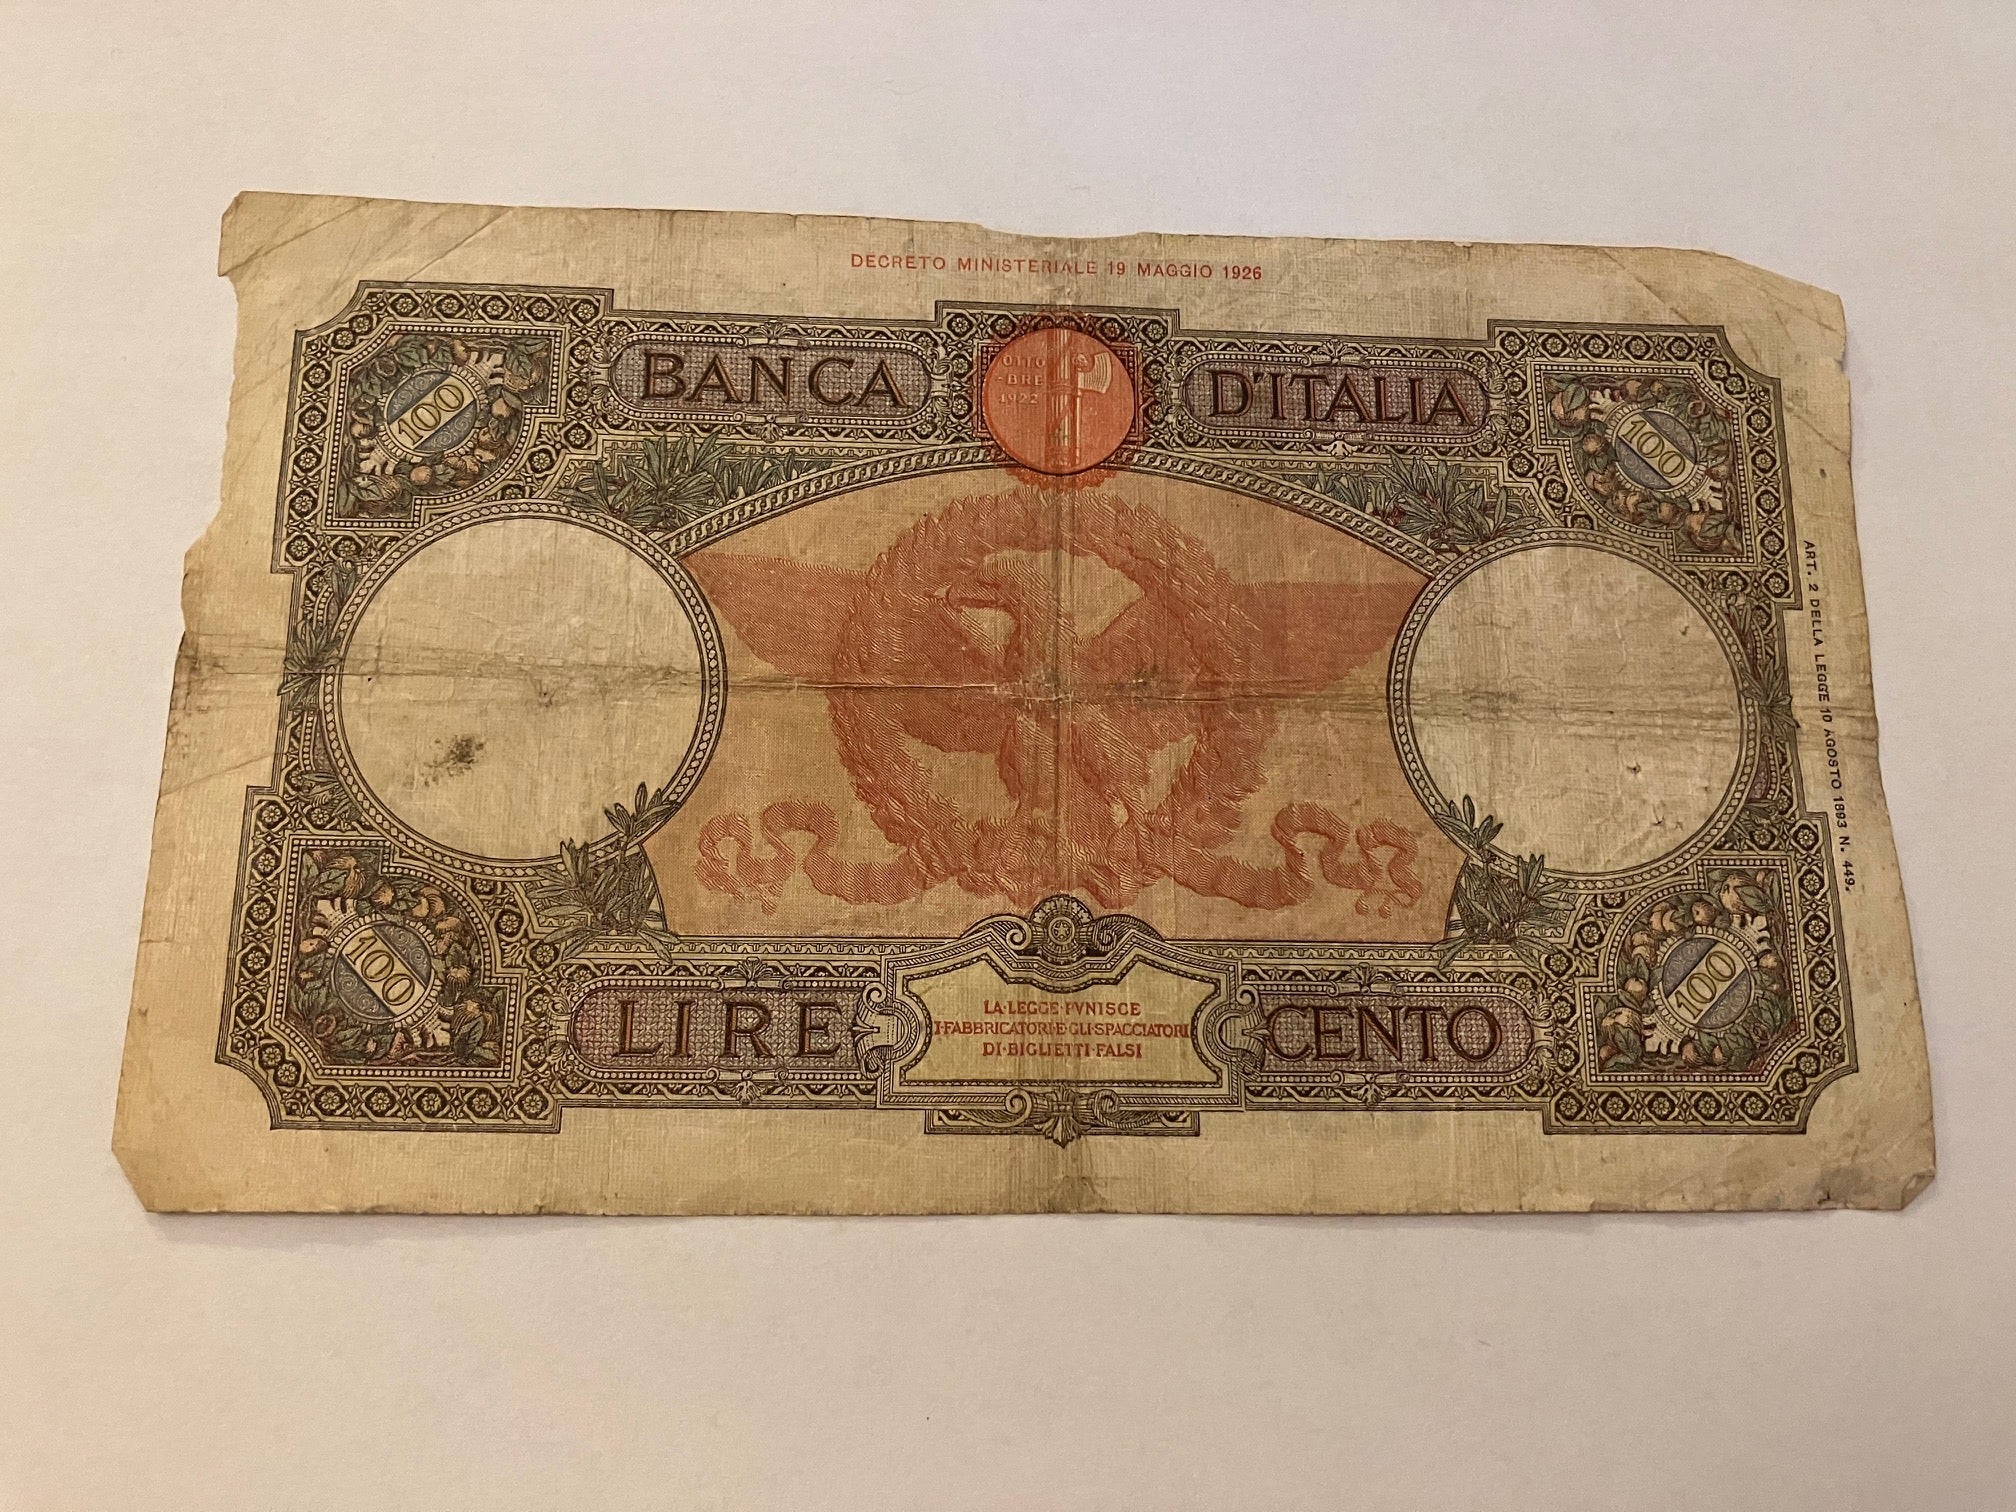 DECRETO MINISTERIALE 19 MAGGIO 1926
BANCA D'ITALIA
OTTO
-BRE
1922
100
100
ART. 2 DELLA LEGGE 10 AGOSTO 1893 N. 449.
100
100
LIRE CENTO
LA·LEGGE·PVNISCE
I·FABBRICATORI·E·GLI·SPACCIATORI
DI·BIGLIETTI·FALSI